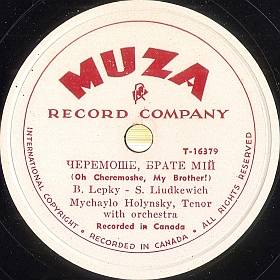 MUZA
RECORD COMPANY
T-16379
ЧЕРЕМОШЕ, БРАТЕ МІЙ
(Oh Cheremoshe, My Brother!)
B. Lepky - S. Liudkewich
Mychaylo Holynsky, Tenor
with orchestra
Recorded in Canada
INTERNATIONAL COPYRIGHT • RECORDED IN CANADA • ALL RIGHTS RESERVED